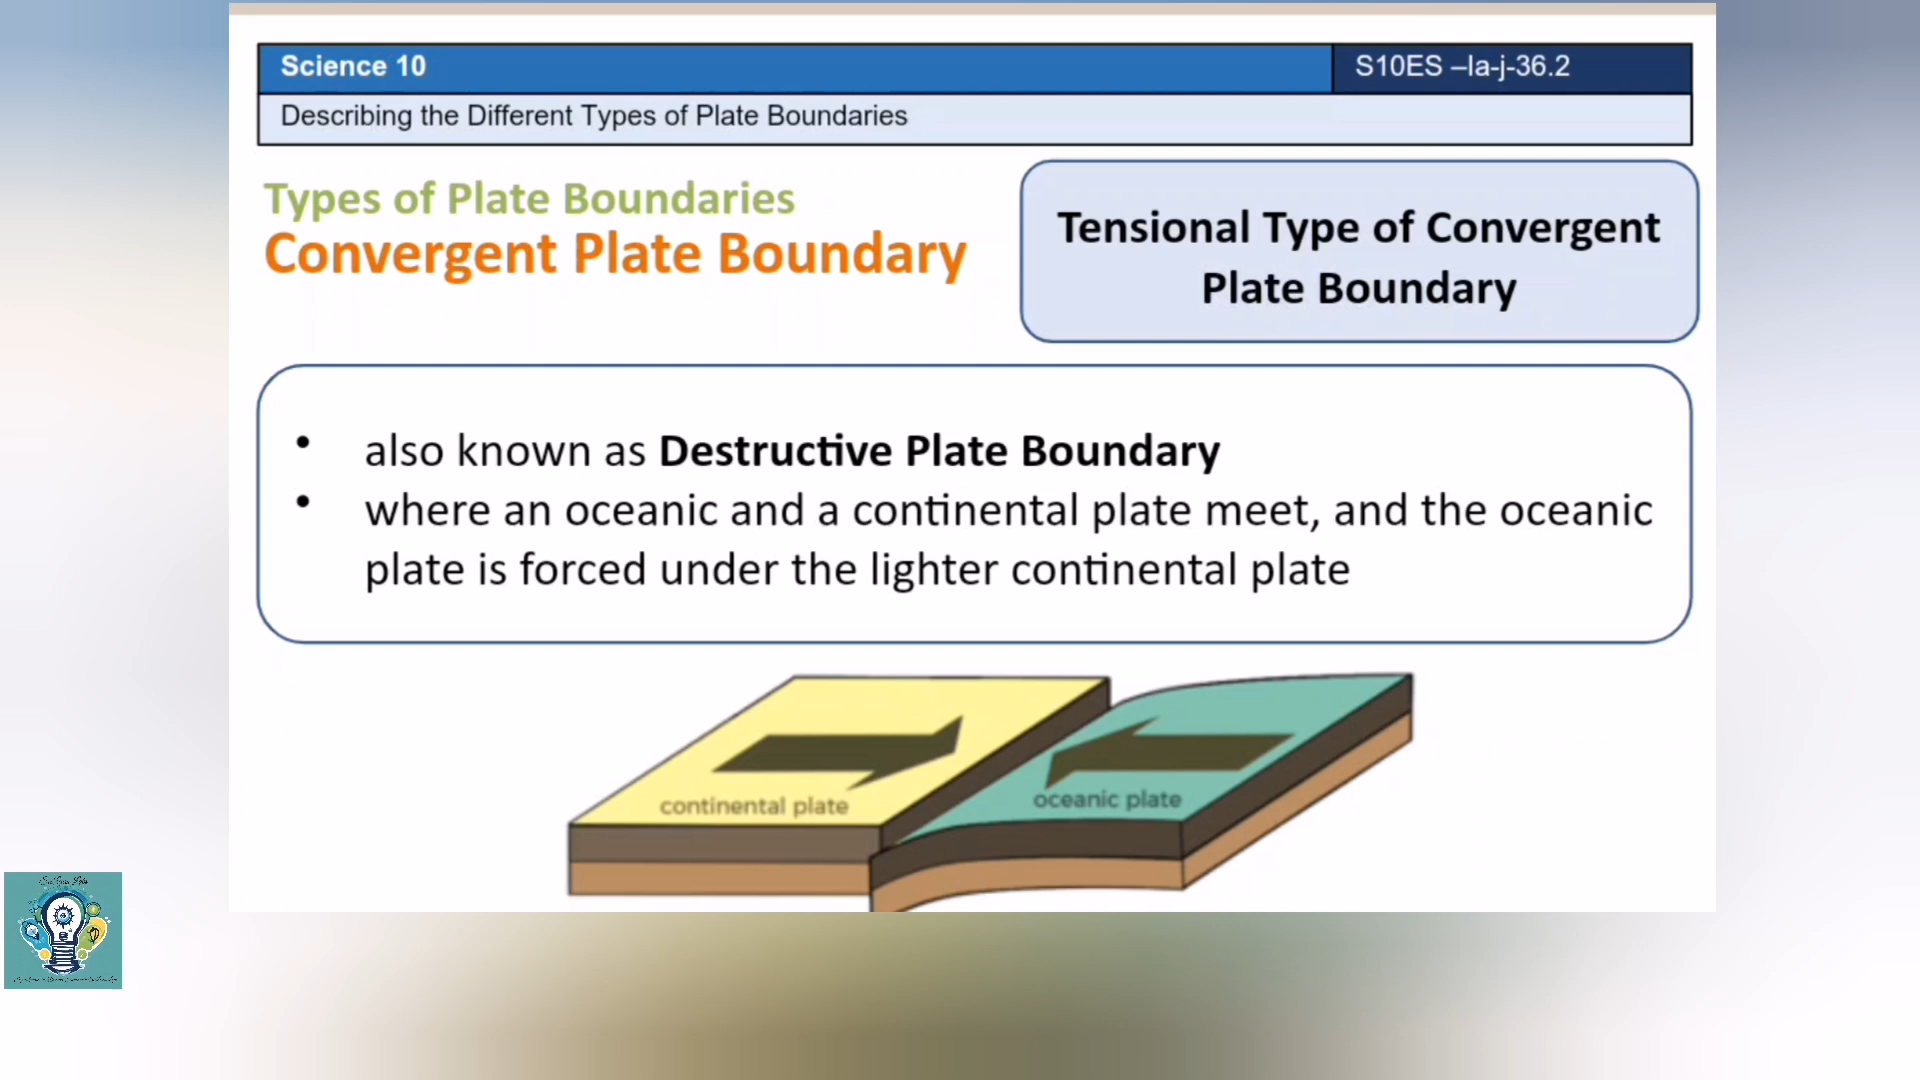 Science 10
S10ES –Ia-j-36.2
Describing the Different Types of Plate Boundaries
Types of Plate Boundaries
Convergent Plate Boundary
Tensional Type of Convergent
Plate Boundary
• also known as Destructive Plate Boundary
• where an oceanic and a continental plate meet, and the oceanic
plate is forced under the lighter continental plate
continental plate
oceanic plate